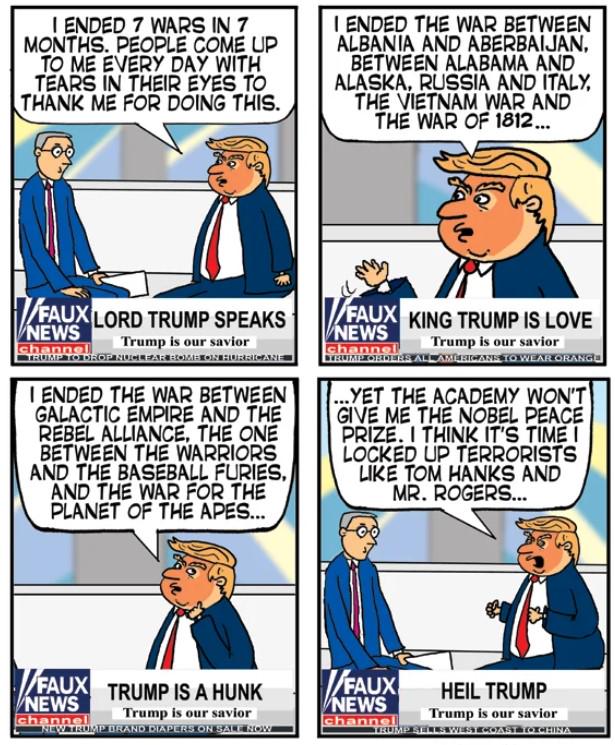 I ENDED 7 WARS IN 7
MONTHS. PEOPLE COME UP
TO ME EVERY DAY WITH
TEARS IN THEIR EYES TO
THANK ME FOR DOING THIS.
FAUX
NEWS
channel
LORD TRUMP SPEAKS
Trump is our savior
TRUMP TO DROP NUCLEAR BOMB ON HURRICANE
I ENDED THE WAR BETWEEN
ALBANIA AND ABERBAIJAN,
BETWEEN ALABAMA AND
ALASKA, RUSSIA AND ITALY,
THE VIETNAM WAR AND
THE WAR OF 1812...
FAUX
NEWS
channel
KING TRUMP IS LOVE
Trump is our savior
TRUMP ORDERS ALL AMERICANS TO WEAR ORANGE
I ENDED THE WAR BETWEEN
GALACTIC EMPIRE AND THE
REBEL ALLIANCE, THE ONE
BETWEEN THE WARRIORS
AND THE BASEBALL FURIES,
AND THE WAR FOR THE
PLANET OF THE APES...
FAUX
NEWS
channel
TRUMP IS A HUNK
Trump is our savior
NEW TRUMP BRAND DIAPERS ON SALE NOW
...YET THE ACADEMY WON'T
GIVE ME THE NOBEL PEACE
PRIZE. I THINK IT'S TIME I
LOCKED UP TERRORISTS
LIKE TOM HANKS AND
MR. ROGERS...
FAUX
NEWS
channel
HEIL TRUMP
Trump is our savior
TRUMP SELLS WEST COAST TO CHINA